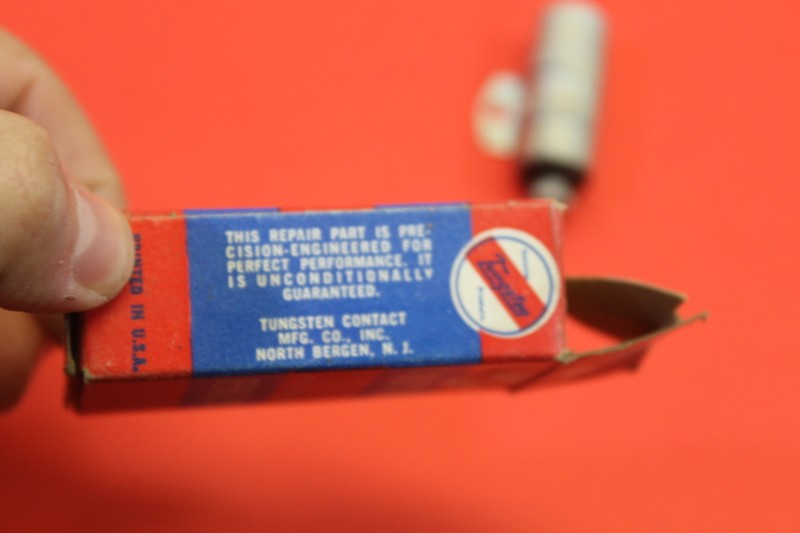 THIS REPAIR PART IS PRE-
CISION-ENGINEERED FOR
PERFECT PERFORMANCE. IT
IS UNCONDITIONALLY
GUARANTEED.
TUNGSTEN CONTACT
MFG. CO., INC.
NORTH BERGEN, N. J.
PRINTED IN U.S.A.
Tungsten
Products